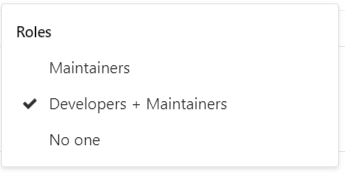 Roles
Maintainers
Developers + Maintainers
No one